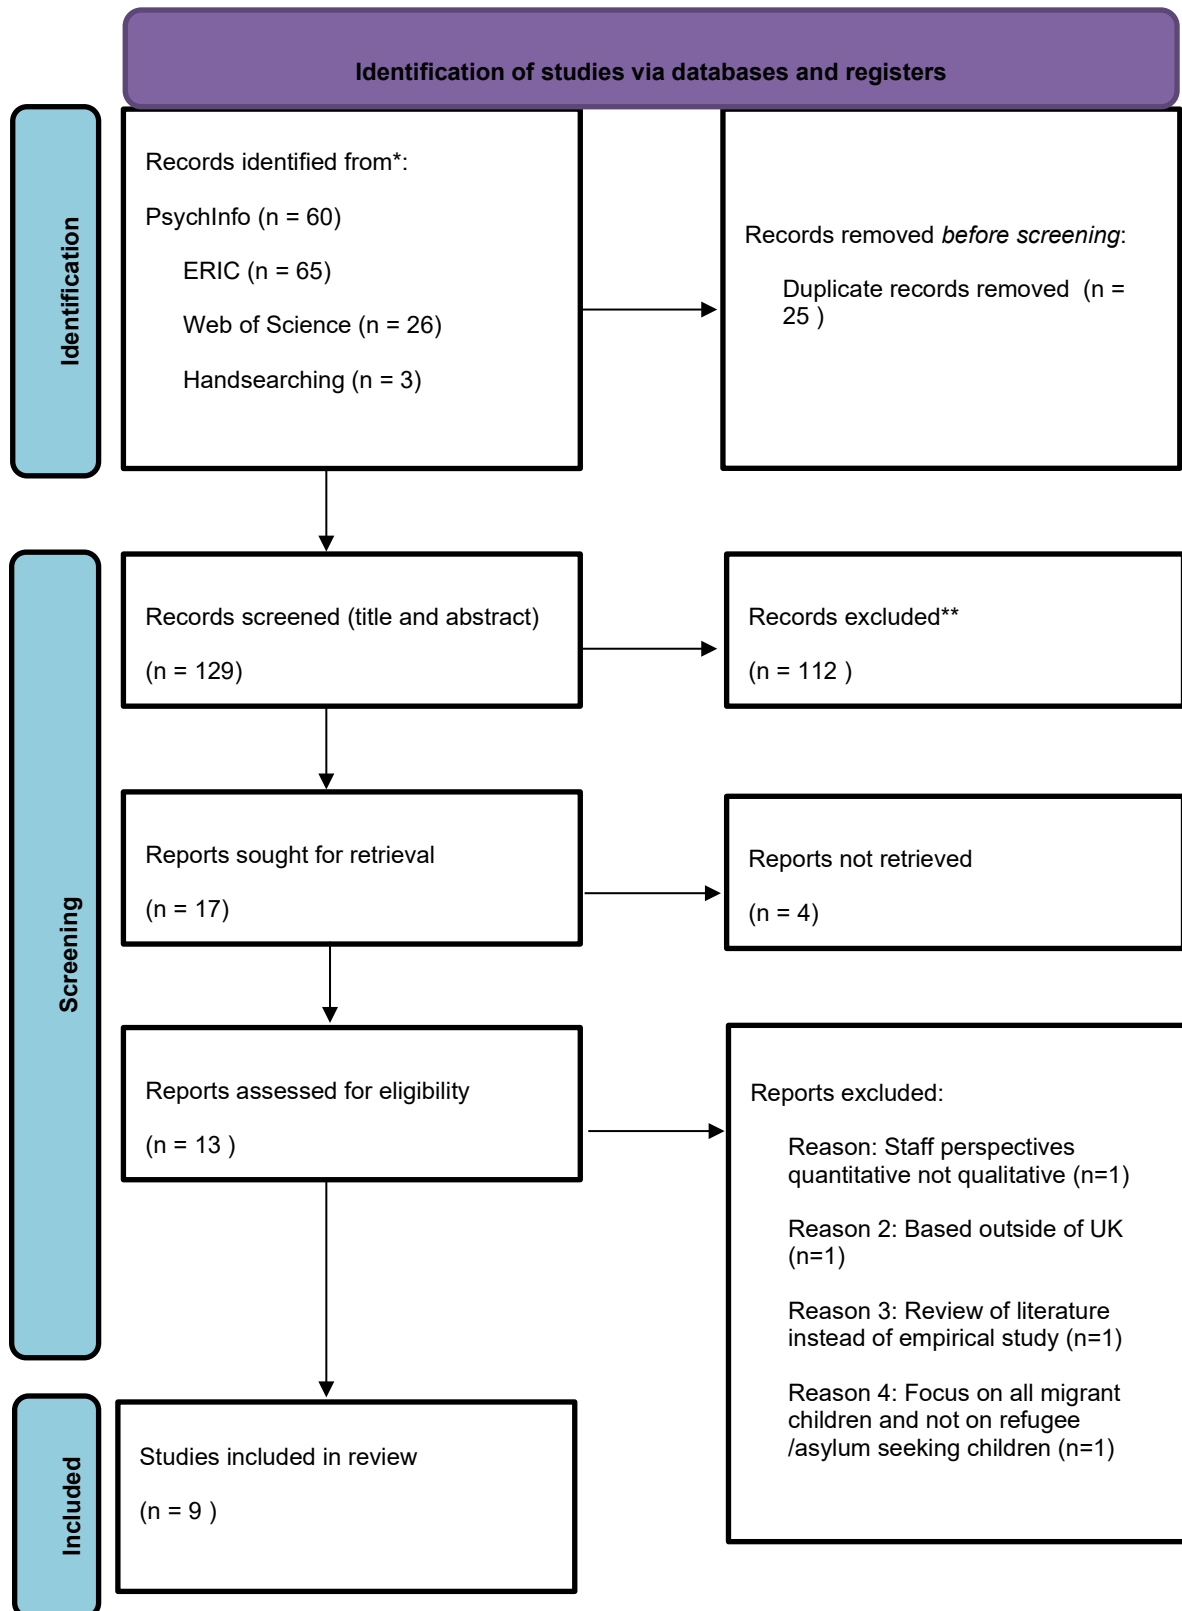 Identification of studies via databases and registers
Identification
Records identified from*:
PsychInfo (n = 60)
ERIC (n = 65)
Web of Science (n = 26)
Handsearching (n = 3)
Records removed before screening:
Duplicate records removed (n =
25 )
Screening
Records screened (title and abstract)
(n = 129)
Records excluded**
(n = 112 )
Reports sought for retrieval
(n = 17)
Reports not retrieved
(n = 4)
Reports assessed for eligibility
(n = 13 )
Reports excluded:
Reason: Staff perspectives
quantitative not qualitative (n=1)
Reason 2: Based outside of UK
(n=1)
Reason 3: Review of literature
instead of empirical study (n=1)
Reason 4: Focus on all migrant
children and not on refugee
/asylum seeking children (n=1)
Included
Studies included in review
(n = 9 )